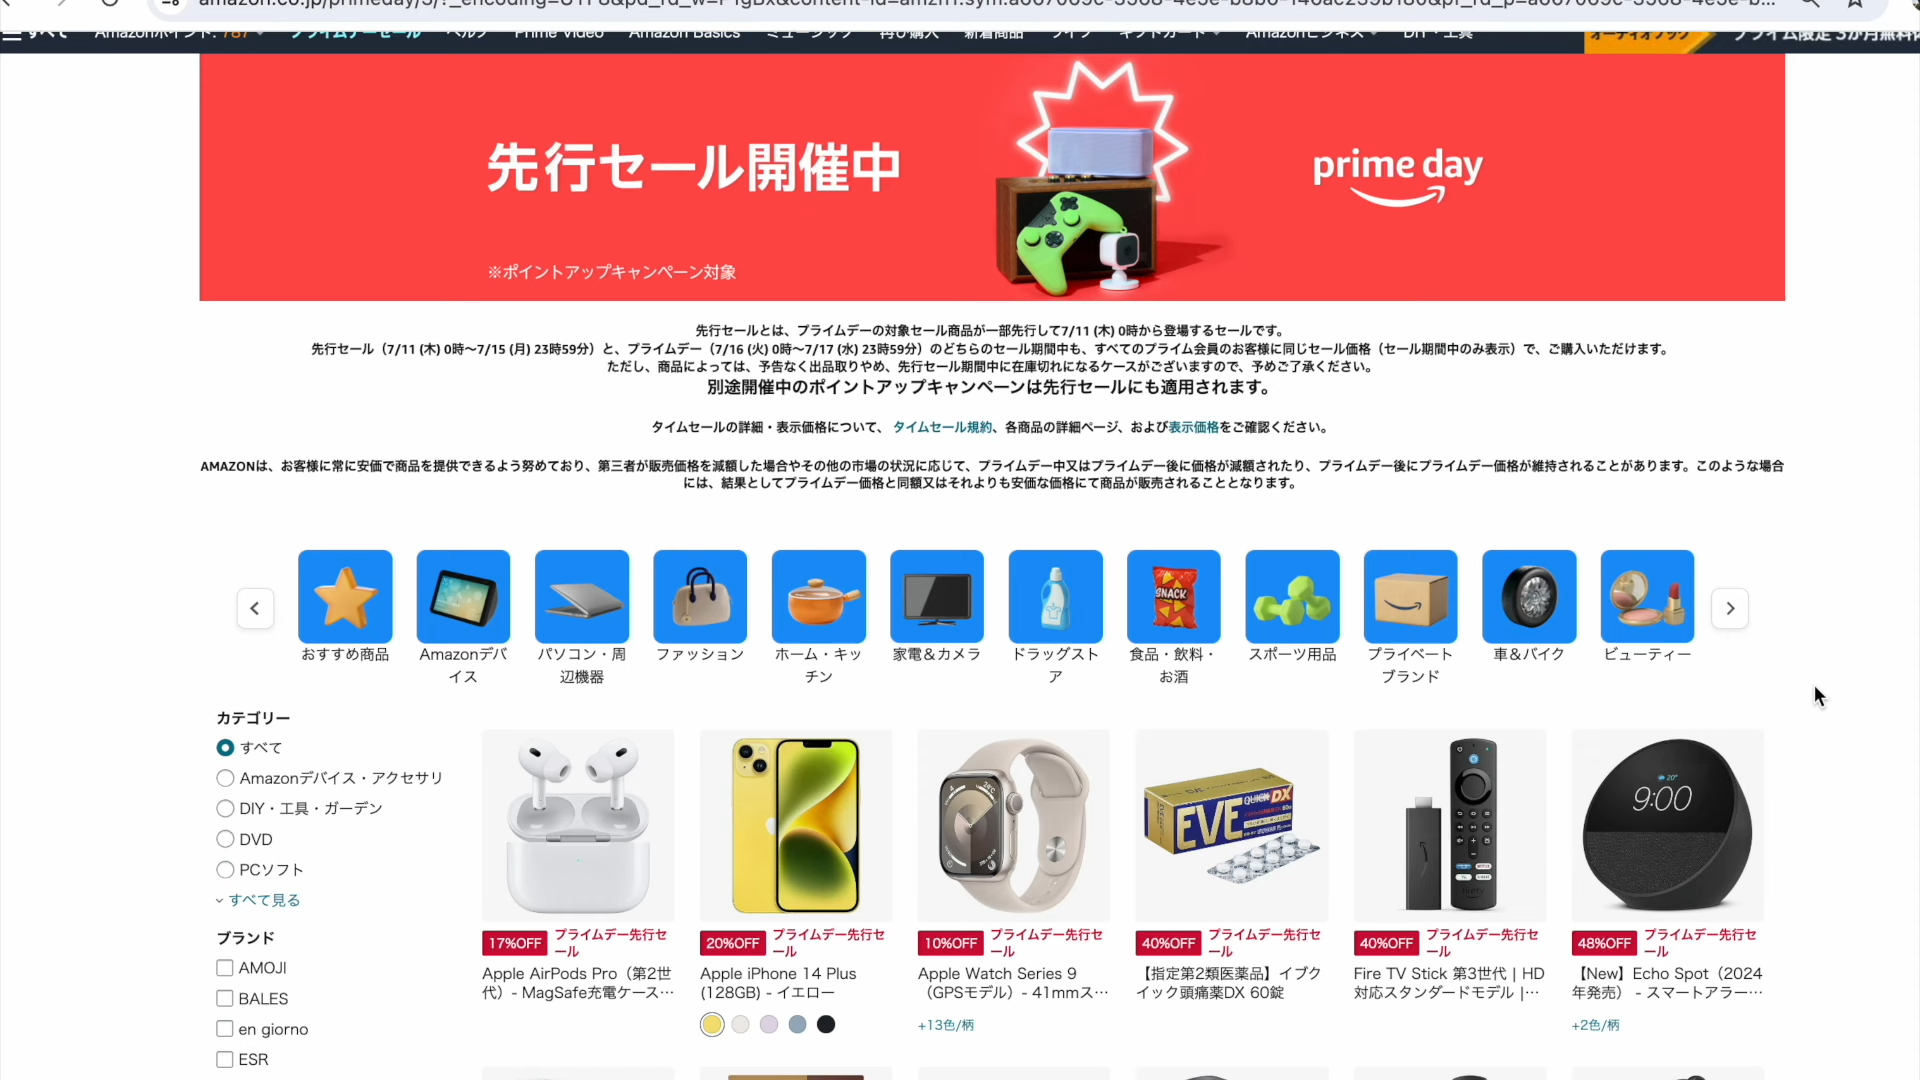 すべて
Amazonポイント: 787
プライムデーセール
ヘルプ
Prime Video
Amazon Basics
ミュージック
再び購入
新着商品
ライブ
ギフトカード
Amazonビジネス
DIY・工具
オーディオブック
プライム限定 3か月無料
先行セール開催中
prime day
※ポイントアップキャンペーン対象
先行セールとは、プライムデーの対象セール商品が一部先行して7/11 (木) 0時から登場するセールです。
先行セール（7/11 (木) 0時～7/15 (月) 23時59分）と、プライムデー（7/16 (火) 0時～7/17 (水) 23時59分）のどちらのセール期間中も、すべてのプライム会員のお客様に同じセール価格（セール期間中のみ表示）で、ご購入いただけます。
ただし、商品によっては、予告なく出品取りやめ、先行セール期間中に在庫切れになるケースがございますので、予めご了承ください。
別途開催中のポイントアップキャンペーンは先行セールにも適用されます。
タイムセールの詳細・表示価格について、 タイムセール規約、各商品の詳細ページ、および表示価格をご確認ください。
AMAZONは、お客様に常に安価で商品を提供できるよう努めており、第三者が販売価格を減額した場合やその他の市場の状況に応じて、プライムデー中又はプライムデー後に価格が減額されたり、プライムデー後にプライムデー価格が維持されることがあります。このような場合
には、結果としてプライムデー価格と同額又はそれよりも安価な価格にて商品が販売されることとなります。
SNACK
おすすめ商品
Amazonデバ
イス
パソコン・周
辺機器
ファッション
ホーム・キッ
チン
家電＆カメラ
ドラッグスト
ア
食品・飲料・
お酒
スポーツ用品
プライベート
ブランド
車＆バイク
ビューティー
カテゴリー
すべて
Amazonデバイス・アクセサリ
DIY・工具・ガーデン
DVD
PCソフト
すべて見る
ブランド
AMOJI
BALES
en giorno
ESR
17%OFF
プライムデー先行セ
ール
Apple AirPods Pro（第2世
代）- MagSafe充電ケース…
20%OFF
プライムデー先行セ
ール
Apple iPhone 14 Plus
(128GB) - イエロー
10%OFF
プライムデー先行セ
ール
Apple Watch Series 9
（GPSモデル）- 41mmス…
+13色/柄
EVE
QUICK DX
40%OFF
プライムデー先行セ
ール
【指定第2類医薬品】イブク
イック頭痛薬DX 60錠
40%OFF
プライムデー先行セ
ール
Fire TV Stick 第3世代 | HD
対応スタンダードモデル |…
20°
9:00
48%OFF
プライムデー先行セ
ール
【New】Echo Spot（2024
年発売） - スマートアラー…
+2色/柄